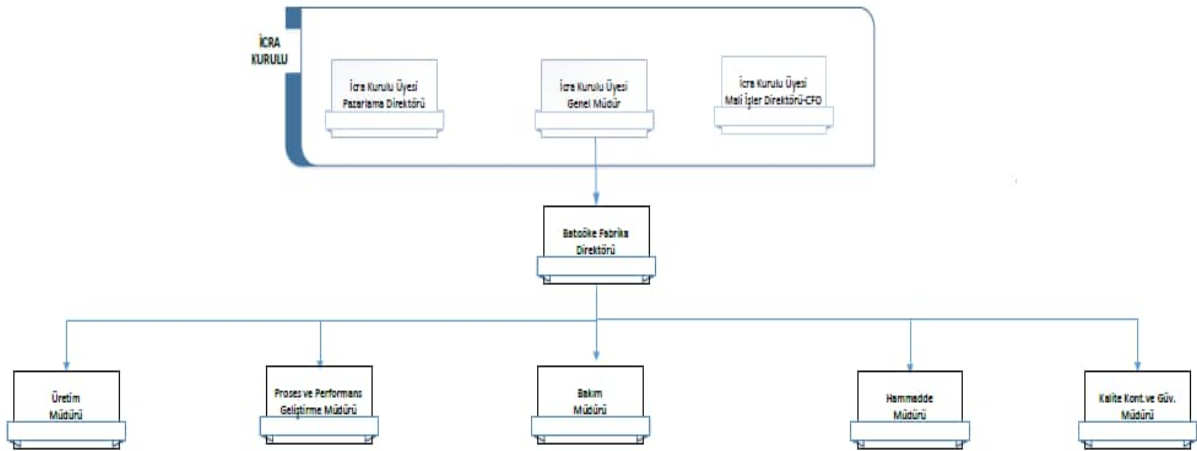 İCRA
KURULU
İcra Kurulu Üyesi
Pazarlama Direktörü
İcra Kurulu Üyesi
Genel Müdür
İcra Kurulu Üyesi
Mali İşler Direktörü-CFO
Batısöke Fabrika
Direktörü
Üretim
Müdürü
Proses ve Performans
Geliştirme Müdürü
Bakım
Müdürü
Hammadde
Müdürü
Kalite Kont.ve Güv.
Müdürü